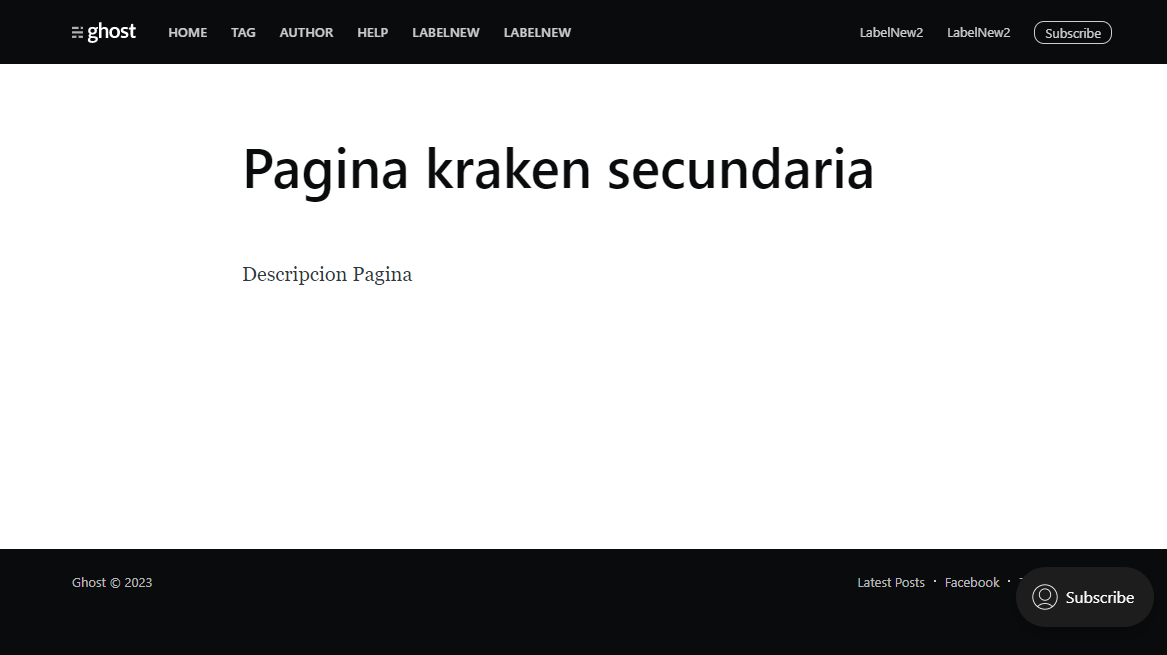 ghost HOME TAG AUTHOR HELP LABELNEW LABELNEW LabelNew2 LabelNew2 Subscribe
Pagina kraken secundaria
Descripcion Pagina
Ghost © 2023 Latest Posts · Facebook ·
Subscribe